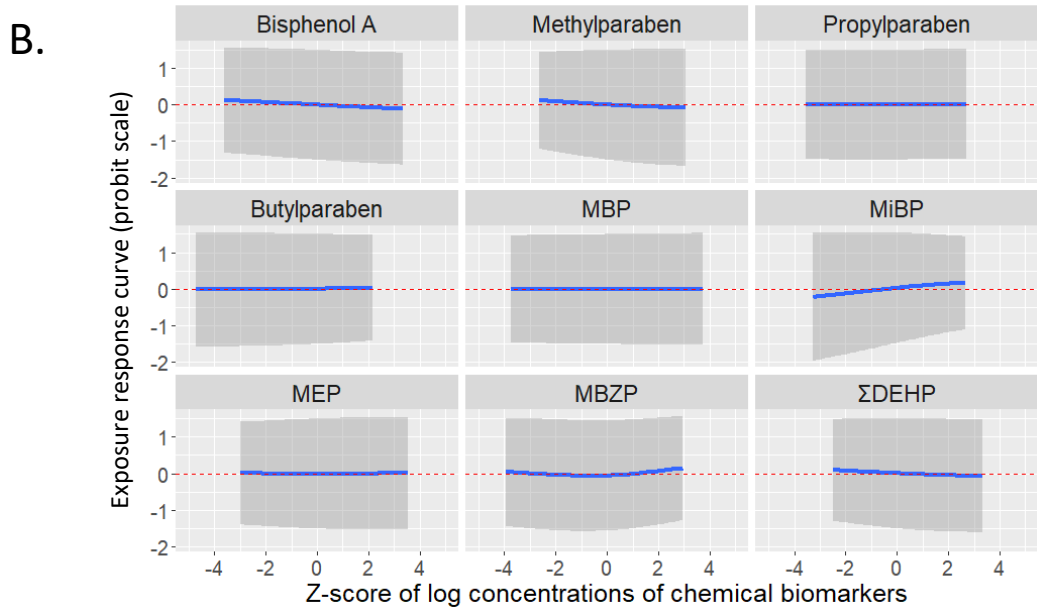 B.
Exposure response curve (probit scale)
Bisphenol A Methylparaben Propylparaben
1
0
-1
-2
Butylparaben MBP MiBP
1
0
-1
-2
MEP MBZP ΣDEHP
1
0
-1
-2
-4 -2 0 2 4 -4 -2 0 2 4 -4 -2 0 2 4
Z-score of log concentrations of chemical biomarkers